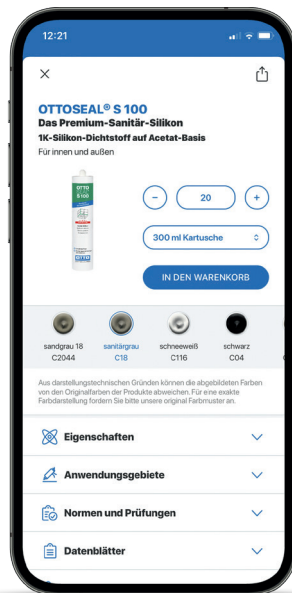 12:21
OTTOSEAL® S 100
Das Premium-Sanitär-Silikon
1K-Silikon-Dichtstoff auf Acetat-Basis
Für innen und außen
OTTO
S 100
20
300 ml Kartusche
IN DEN WARENKORB
sandgrau 18 sanitärgrau schneeweiß schwarz
C2044 C18 C116 C04
Aus darstellungstechnischen Gründen können die abgebildeten Farben
von den Originalfarben der Produkte abweichen. Für eine exakte
Farbdarstellung fordern Sie bitte unsere original Farbmuster an.
Eigenschaften
Anwendungsgebiete
Normen und Prüfungen
Datenblätter